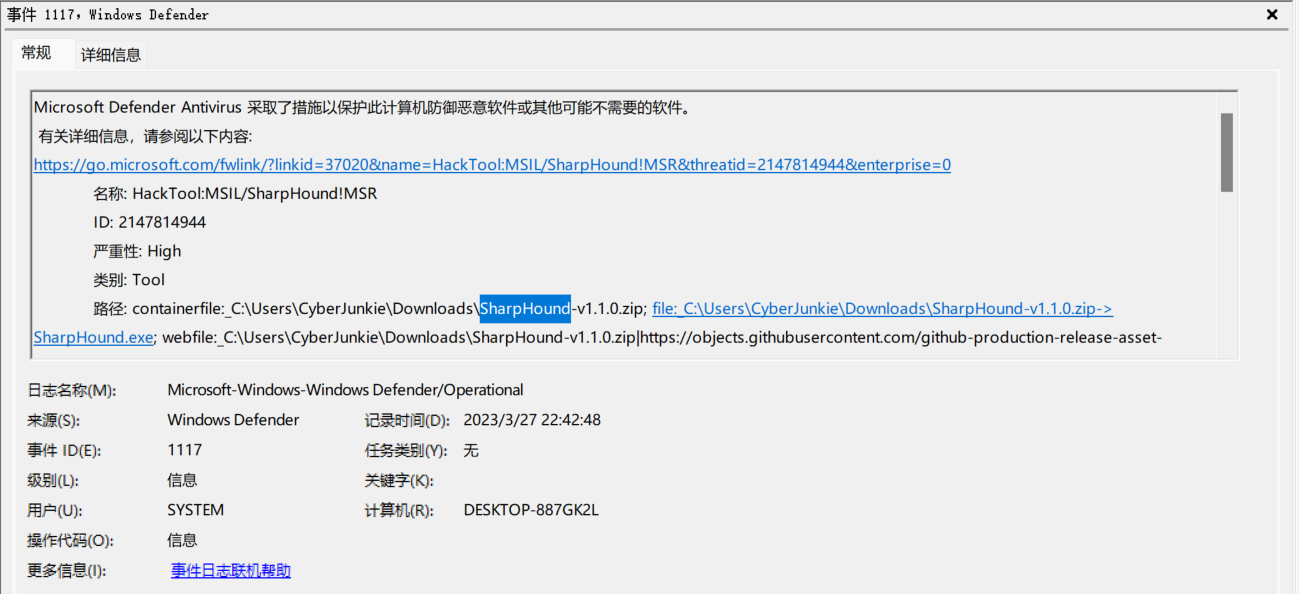 事件 1117，Windows Defender
常规 详细信息
Microsoft Defender Antivirus 采取了措施以保护此计算机防御恶意软件或其他可能不需要的软件。
有关详细信息，请参阅以下内容:
https://go.microsoft.com/fwlink/?linkid=37020&name=HackTool:MSIL/SharpHound!MSR&threatid=2147814944&enterprise=0
名称: HackTool:MSIL/SharpHound!MSR
ID: 2147814944
严重性: High
类别: Tool
路径: containerfile:_C:\Users\CyberJunkie\Downloads\SharpHound-v1.1.0.zip; file:_C:\Users\CyberJunkie\Downloads\SharpHound-v1.1.0.zip->
SharpHound.exe; webfile:_C:\Users\CyberJunkie\Downloads\SharpHound-v1.1.0.zip|https://objects.githubusercontent.com/github-production-release-asset-
日志名称(M): Microsoft-Windows-Windows Defender/Operational
来源(S): Windows Defender 记录时间(D): 2023/3/27 22:42:48
事件 ID(E): 1117 任务类别(Y): 无
级别(L): 信息 关键字(K):
用户(U): SYSTEM 计算机(R): DESKTOP-887GK2L
操作代码(O): 信息
更多信息(I): 事件日志联机帮助